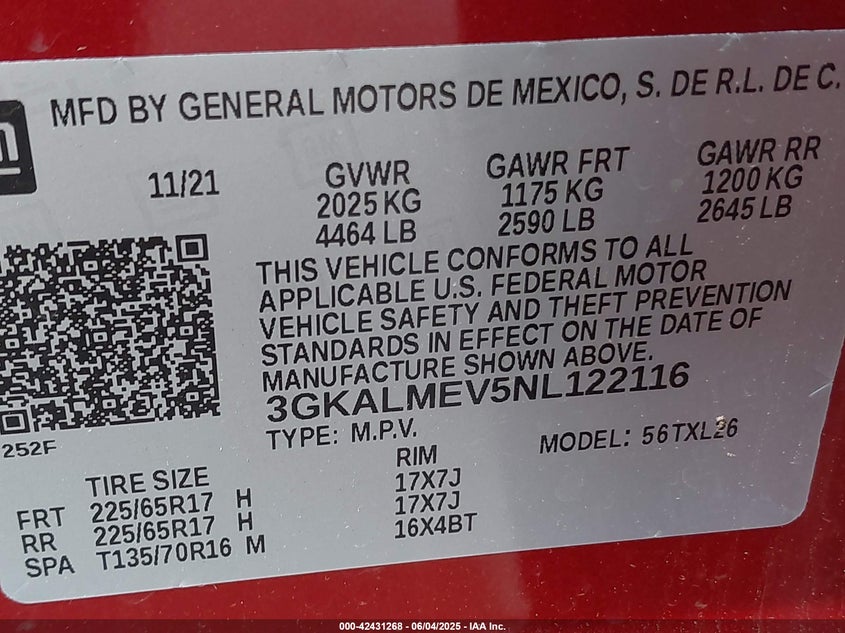 MFD BY GENERAL MOTORS DE MEXICO, S. DE R.L. DE C.
11/21
GVWR
2025 KG
4464 LB
GAWR FRT
1175 KG
2590 LB
GAWR RR
1200 KG
2645 LB
THIS VEHICLE CONFORMS TO ALL
APPLICABLE U.S. FEDERAL MOTOR
VEHICLE SAFETY AND THEFT PREVENTION
STANDARDS IN EFFECT ON THE DATE OF
MANUFACTURE SHOWN ABOVE.
3GKALMEV5NL122116
252F
TYPE: M.P.V. MODEL: 56TXL26
TIRE SIZE RIM
FRT 225/65R17 H 17X7J
RR 225/65R17 H 17X7J
SPA T135/70R16 M 16X4BT
000-42431268 - 06/04/2025 - IAA Inc.